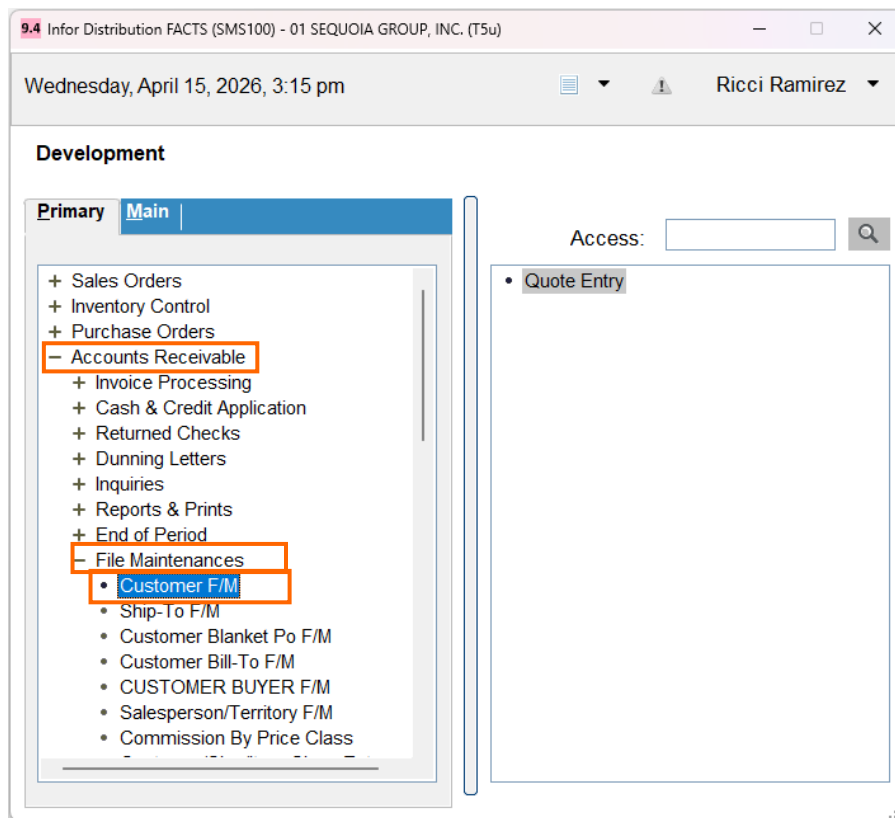 9.4 Infor Distribution FACTS (SMS100) - 01 SEQUOIA GROUP, INC. (T5u)
Wednesday, April 15, 2026, 3:15 pm
Ricci Ramirez
Development
Primary Main
Access:
Sales Orders
Inventory Control
Purchase Orders
Accounts Receivable
Invoice Processing
Cash & Credit Application
Returned Checks
Dunning Letters
Inquiries
Reports & Prints
End of Period
File Maintenances
Customer F/M
Ship-To F/M
Customer Blanket Po F/M
Customer Bill-To F/M
CUSTOMER BUYER F/M
Salesperson/Territory F/M
Commission By Price Class
Quote Entry